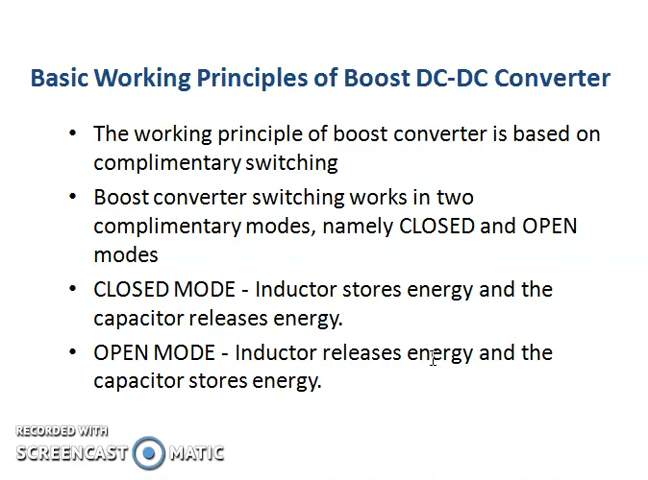 Basic Working Principles of Boost DC-DC Converter
• The working principle of boost converter is based on
complimentary switching
• Boost converter switching works in two
complimentary modes, namely CLOSED and OPEN
modes
• CLOSED MODE - Inductor stores energy and the
capacitor releases energy.
• OPEN MODE - Inductor releases energy and the
capacitor stores energy.
RECORDED WITH
SCREENCAST MATIC